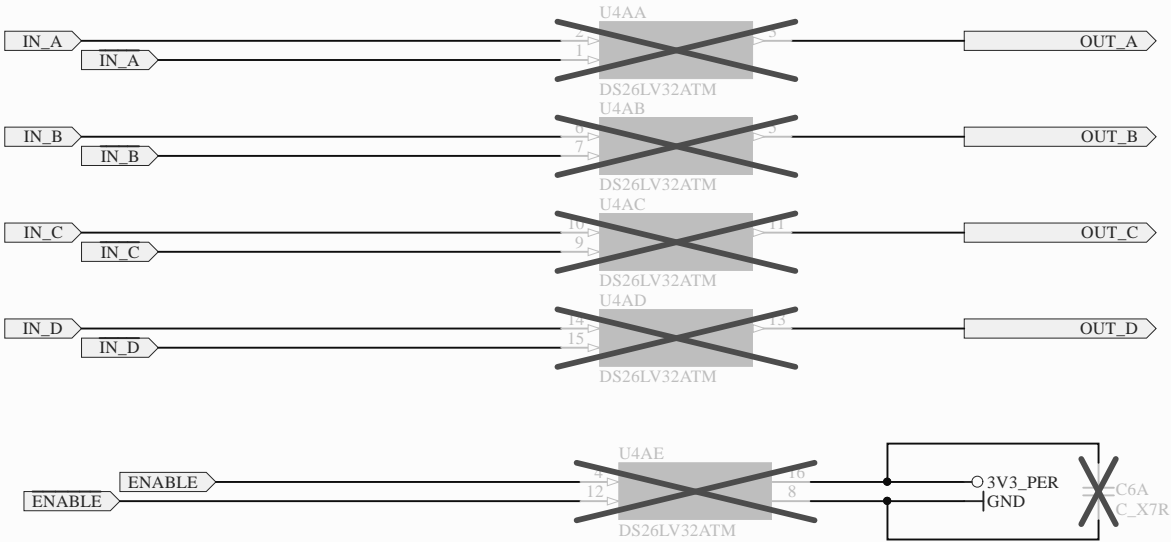 U4AA
IN_A 2 3 OUT_A
IN_A 1
DS26LV32ATM
U4AB
IN_B 6 5 OUT_B
IN_B 7
DS26LV32ATM
U4AC
IN_C 10 11 OUT_C
IN_C 9
DS26LV32ATM
U4AD
IN_D 14 13 OUT_D
IN_D 15
DS26LV32ATM
U4AE
ENABLE 4 16 3V3_PER C6A
ENABLE 12 8 GND C_X7R
DS26LV32ATM